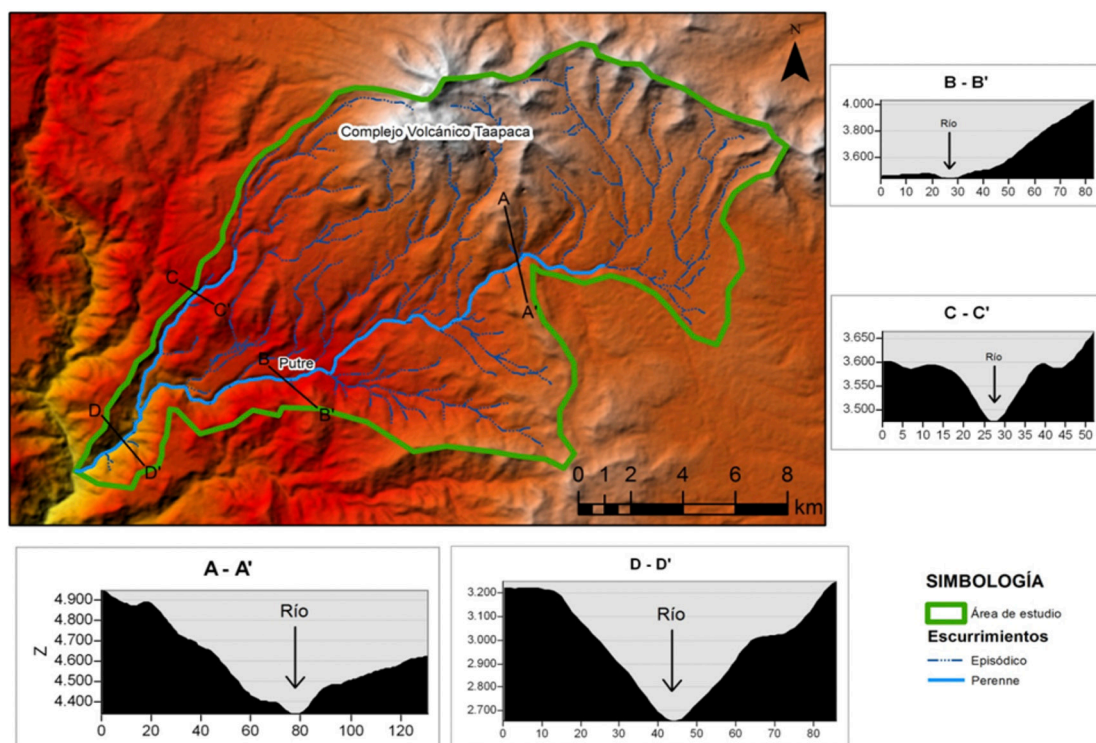 N
Complejo Volcánico Taapaca
A
C
C'
A'
B
Putre
B'
D
D'
0 1 2 4 6 8
km
B - B'
4.000
3.800
3.600
Río
0 10 20 30 40 50 60 70 80
C - C'
3.650
3.600
3.550
3.500
Río
0 5 10 15 20 25 30 35 40 45 50
A - A'
Z
4.900
4.800
4.700
4.600
4.500
4.400
Río
0 20 40 60 80 100 120
D - D'
3.200
3.100
3.000
2.900
2.800
2.700
Río
0 10 20 30 40 50 60 70 80
SIMBOLOGÍA
Área de estudio
Escurrimientos
Episódico
Perenne